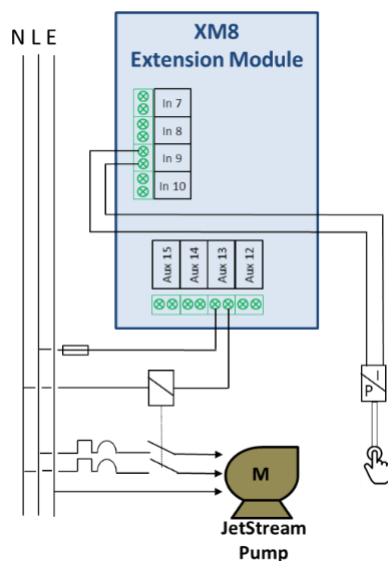 N L E
XM8
Extension Module
In 7
In 8
In 9
In 10
Aux 15
Aux 14
Aux 13
Aux 12
I
P
M
JetStream
Pump